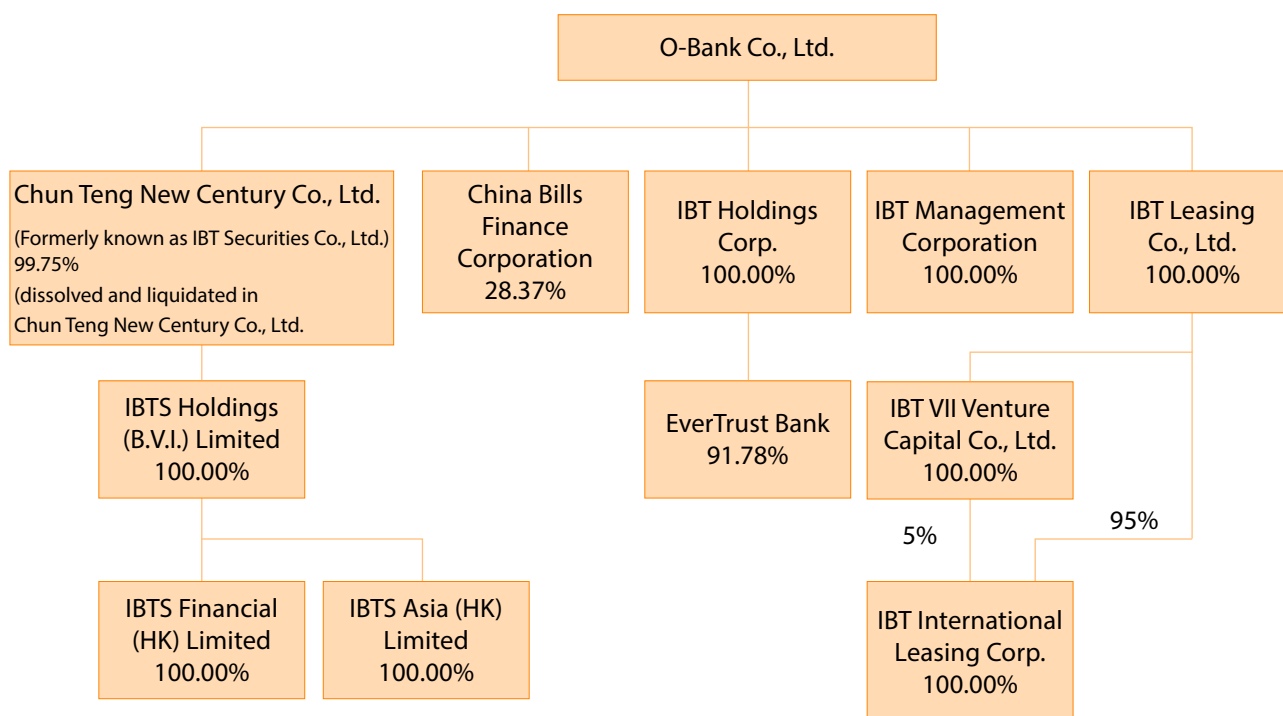 O-Bank Co., Ltd.
Chun Teng New Century Co., Ltd.
(Formerly known as IBT Securities Co., Ltd.)
99.75%
(dissolved and liquidated in
Chun Teng New Century Co., Ltd.
China Bills
Finance
Corporation
28.37%
IBT Holdings
Corp.
100.00%
IBT Management
Corporation
100.00%
IBT Leasing
Co., Ltd.
100.00%
IBTS Holdings
(B.V.I.) Limited
100.00%
EverTrust Bank
91.78%
IBT VII Venture
Capital Co., Ltd.
100.00%
5%
95%
IBTS Financial
(HK) Limited
100.00%
IBTS Asia (HK)
Limited
100.00%
IBT International
Leasing Corp.
100.00%